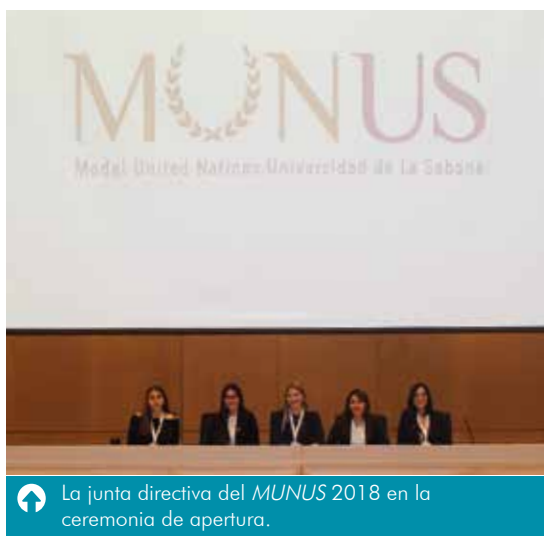 MUNUS
Model United Nations Universidad de La Sabana
La junta directiva del MUNUS 2018 en la
ceremonia de apertura.